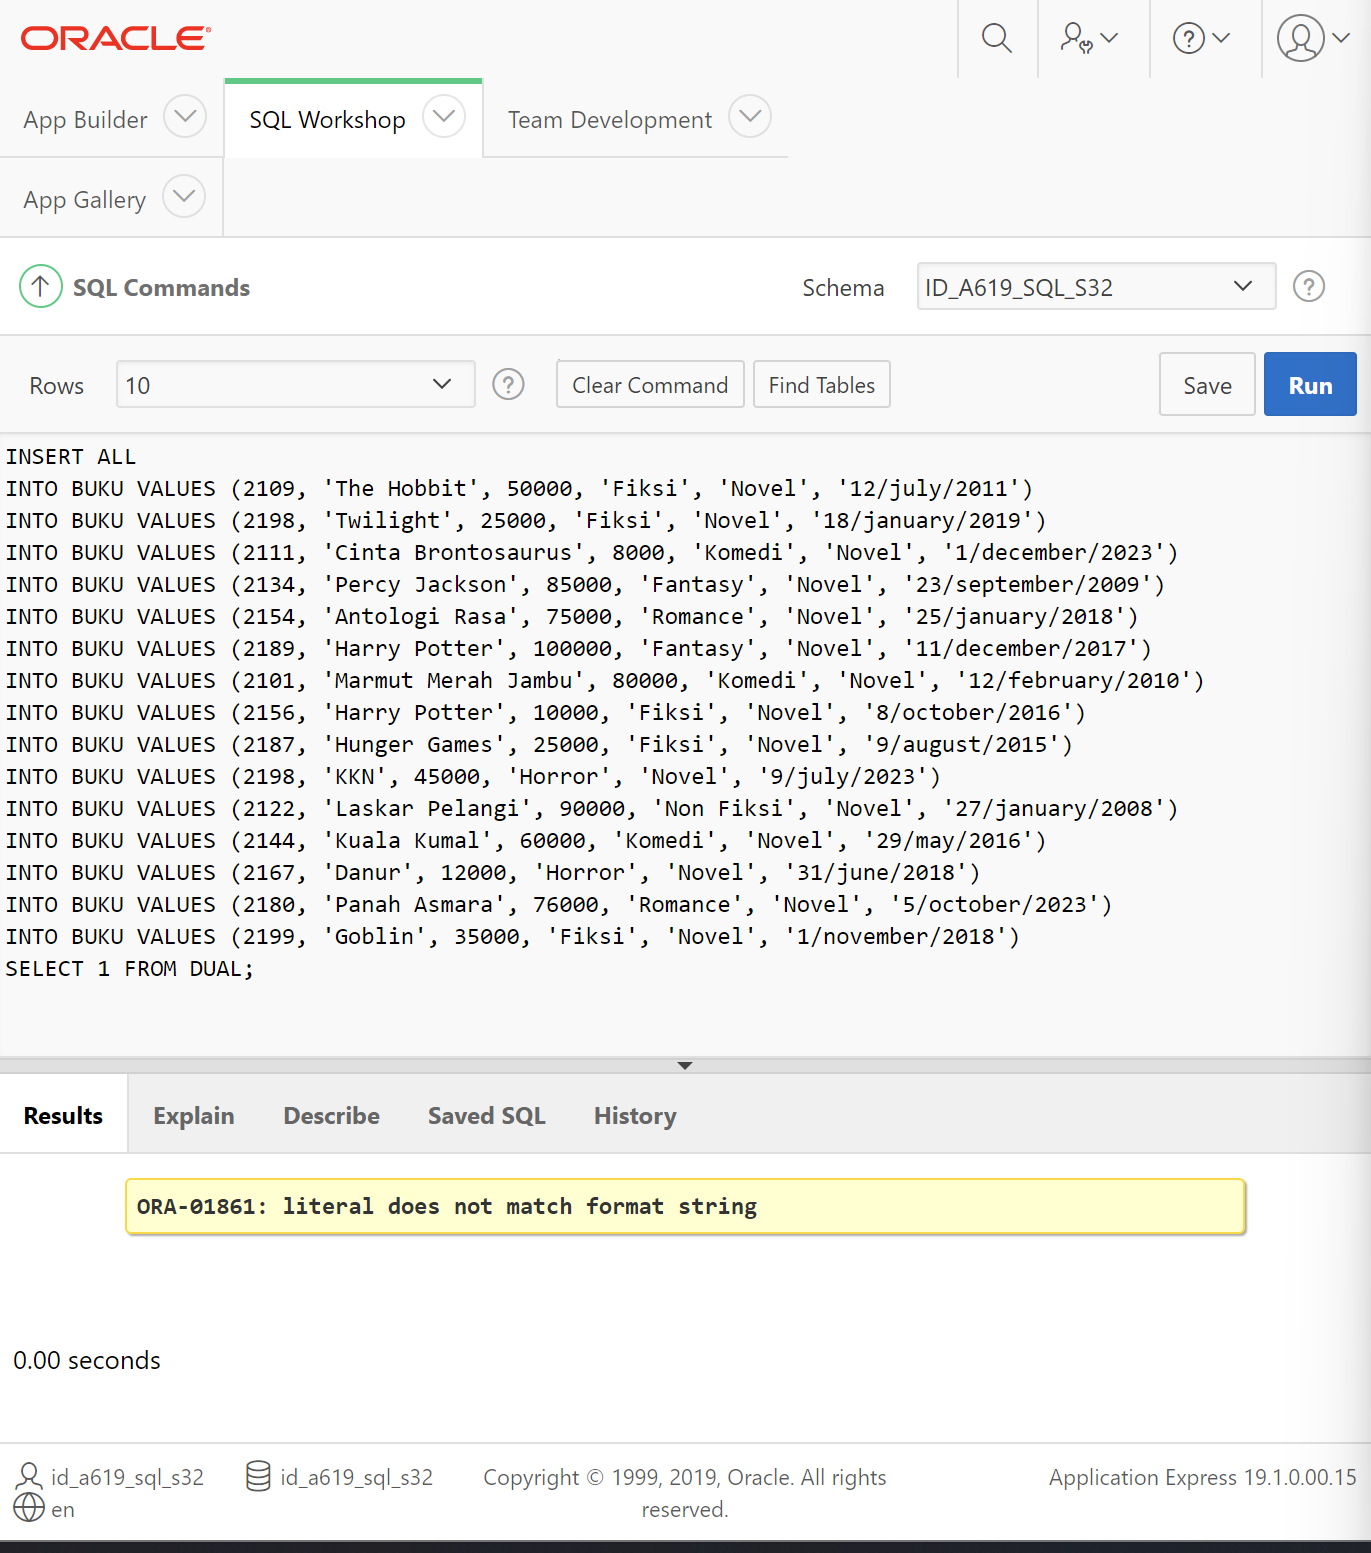 ORACLE
App Builder
SQL Workshop
Team Development
App Gallery
SQL Commands
Schema
ID_A619_SQL_S32
Rows
10
Clear Command
Find Tables
Save
Run
INSERT ALL
INTO BUKU VALUES (2109, 'The Hobbit', 50000, 'Fiksi', 'Novel', '12/july/2011')
INTO BUKU VALUES (2198, 'Twilight', 25000, 'Fiksi', 'Novel', '18/january/2019')
INTO BUKU VALUES (2111, 'Cinta Brontosaurus', 8000, 'Komedi', 'Novel', '1/december/2023')
INTO BUKU VALUES (2134, 'Percy Jackson', 85000, 'Fantasy', 'Novel', '23/september/2009')
INTO BUKU VALUES (2154, 'Antologi Rasa', 75000, 'Romance', 'Novel', '25/january/2018')
INTO BUKU VALUES (2189, 'Harry Potter', 100000, 'Fantasy', 'Novel', '11/december/2017')
INTO BUKU VALUES (2101, 'Marmut Merah Jambu', 80000, 'Komedi', 'Novel', '12/february/2010')
INTO BUKU VALUES (2156, 'Harry Potter', 10000, 'Fiksi', 'Novel', '8/october/2016')
INTO BUKU VALUES (2187, 'Hunger Games', 25000, 'Fiksi', 'Novel', '9/august/2015')
INTO BUKU VALUES (2198, 'KKN', 45000, 'Horror', 'Novel', '9/july/2023')
INTO BUKU VALUES (2122, 'Laskar Pelangi', 90000, 'Non Fiksi', 'Novel', '27/january/2008')
INTO BUKU VALUES (2144, 'Kuala Kumal', 60000, 'Komedi', 'Novel', '29/may/2016')
INTO BUKU VALUES (2167, 'Danur', 12000, 'Horror', 'Novel', '31/june/2018')
INTO BUKU VALUES (2180, 'Panah Asmara', 76000, 'Romance', 'Novel', '5/october/2023')
INTO BUKU VALUES (2199, 'Goblin', 35000, 'Fiksi', 'Novel', '1/november/2018')
SELECT 1 FROM DUAL;
Results
Explain
Describe
Saved SQL
History
ORA-01861: literal does not match format string
0.00 seconds
id_a619_sql_s32
id_a619_sql_s32
en
Copyright © 1999, 2019, Oracle. All rights
reserved.
Application Express 19.1.0.00.15